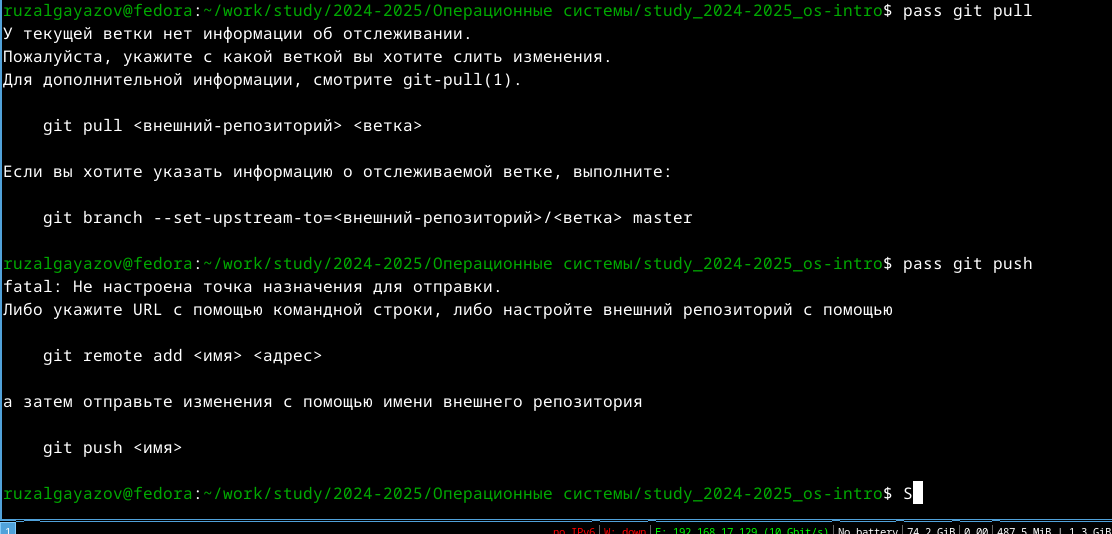 ruzalgayazov@fedora:~/work/study/2024-2025/Операционные системы/study_2024-2025_os-intro$ pass git pull
У текущей ветки нет информации об отслеживании.
Пожалуйста, укажите с какой веткой вы хотите слить изменения.
Для дополнительной информации, смотрите git-pull(1).
git pull <внешний-репозиторий> <ветка>
Если вы хотите указать информацию о отслеживаемой ветке, выполните:
git branch --set-upstream-to=<внешний-репозиторий>/<ветка> master
ruzalgayazov@fedora:~/work/study/2024-2025/Операционные системы/study_2024-2025_os-intro$ pass git push
fatal: Не настроена точка назначения для отправки.
Либо укажите URL с помощью командной строки, либо настройте внешний репозиторий с помощью
git remote add <имя> <адрес>
а затем отправьте изменения с помощью имени внешнего репозитория
git push <имя>
ruzalgayazov@fedora:~/work/study/2024-2025/Операционные системы/study_2024-2025_os-intro$ S
1 no IPv6 | W: down | E: 192.168.17.129 (10 Gbit/s) | No battery | 74.2 GiB | 0.00 | 487.5 MiB | 1.3 GiB